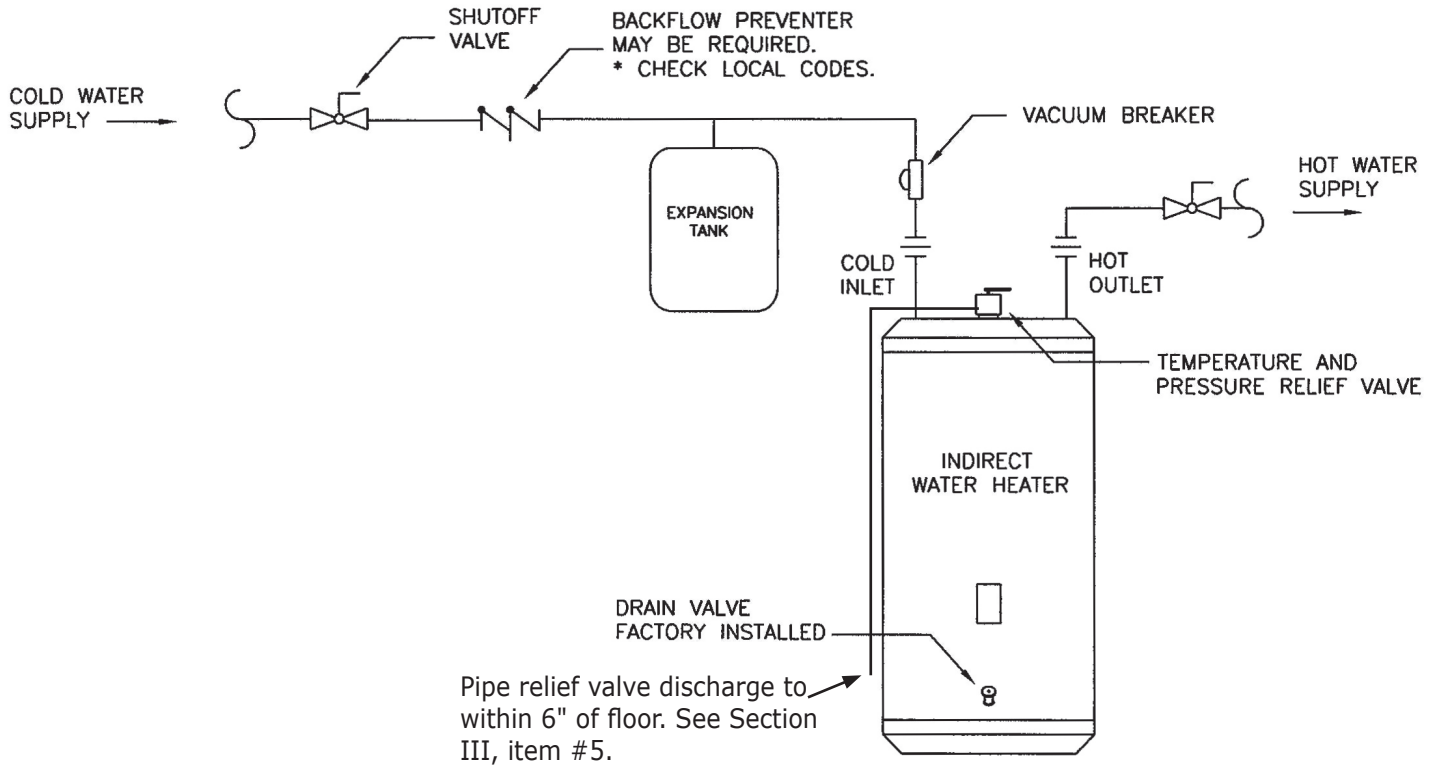 SHUTOFF
VALVE
BACKFLOW PREVENTER
MAY BE REQUIRED.
* CHECK LOCAL CODES.
COLD WATER
SUPPLY
VACUUM BREAKER
HOT WATER
SUPPLY
EXPANSION
TANK
COLD
INLET
HOT
OUTLET
TEMPERATURE AND
PRESSURE RELIEF VALVE
INDIRECT
WATER HEATER
DRAIN VALVE
FACTORY INSTALLED
Pipe relief valve discharge to
within 6" of floor. See Section
III, item #5.